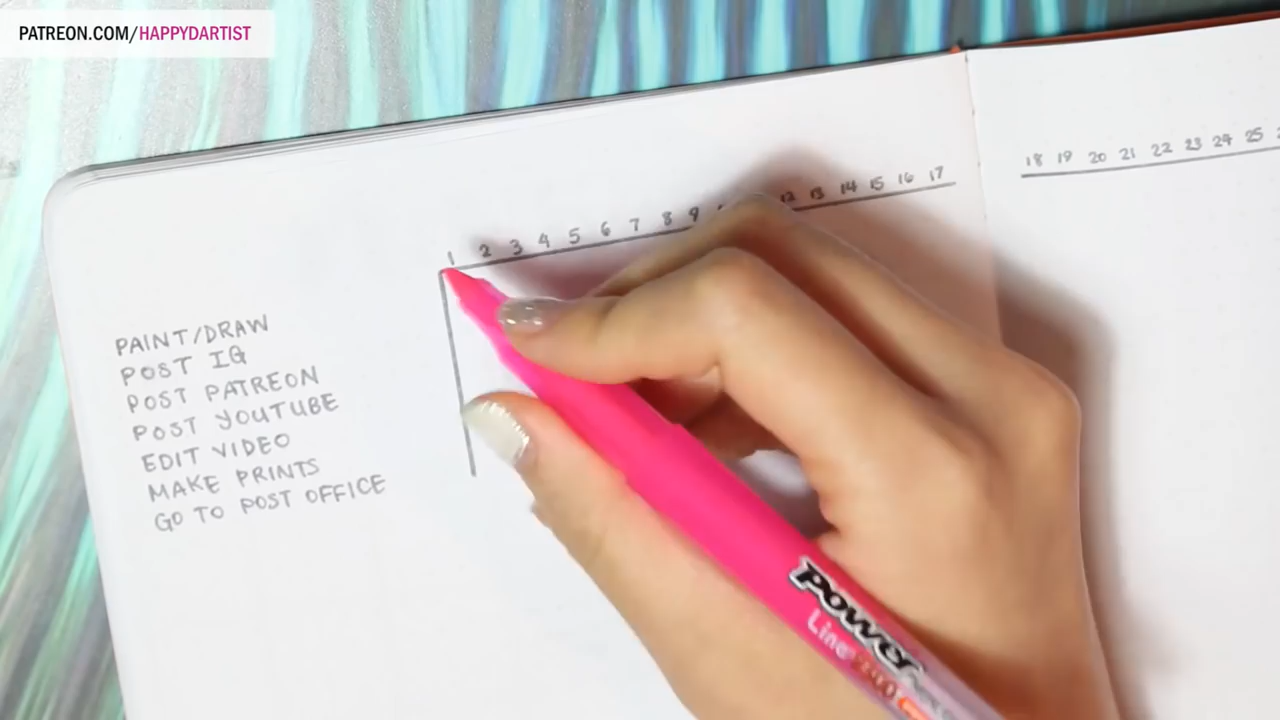 PATREON.COM/HAPPYDARTIST
1 2 3 4 5 6 7 8 9 12 13 14 15 16 17
18 19 20 21 22 23 24 25
PAINT/DRAW
POST IG
POST PATREON
POST YOUTUBE
EDIT VIDEO
MAKE PRINTS
GO TO POST OFFICE
Power
Line